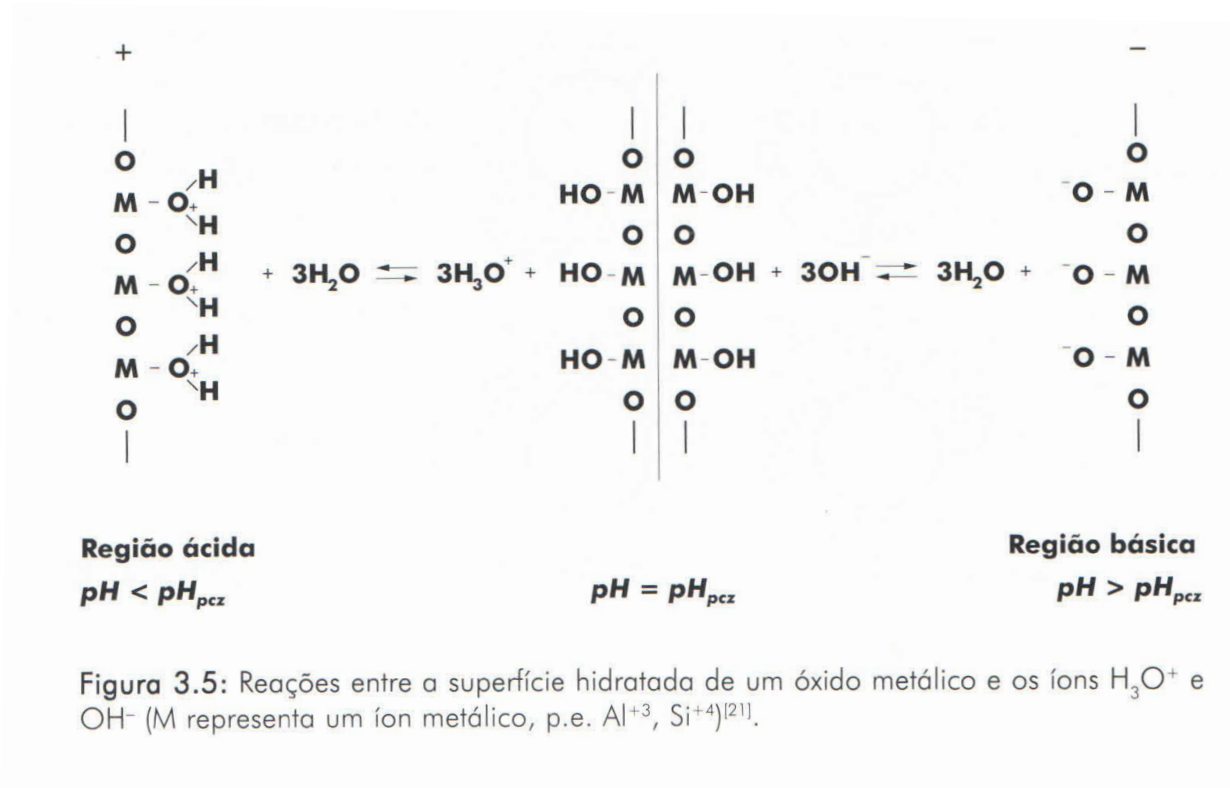 + −
O O O O
M – O+ H H HO – M M – OH ⁻O – M
O O O O
M – O+ H H + 3H₂O ⇌ 3H₃O⁺ + HO – M M – OH + 3OH⁻ ⇌ 3H₂O + ⁻O – M
O O O O
M – O+ H H HO – M M – OH ⁻O – M
O O O O
Região ácida Região básica
pH < pHpcz pH = pHpcz pH > pHpcz
Figura 3.5: Reações entre a superfície hidratada de um óxido metálico e os íons H₃O⁺ e
OH⁻ (M representa um íon metálico, p.e. Al⁺³, Si⁺⁴)[21].